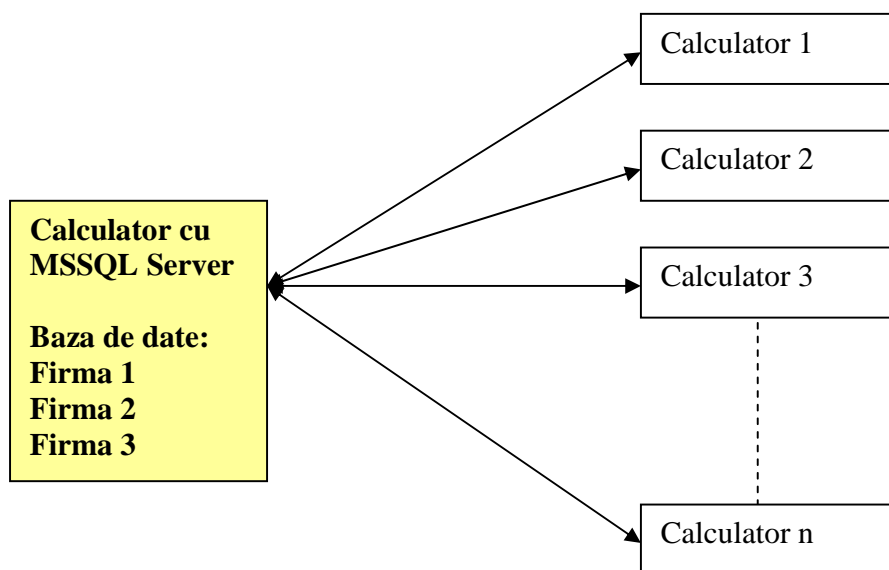 Calculator 1
Calculator 2
Calculator cu
MSSQL Server
Baza de date:
Firma 1
Firma 2
Firma 3
Calculator 3
Calculator n